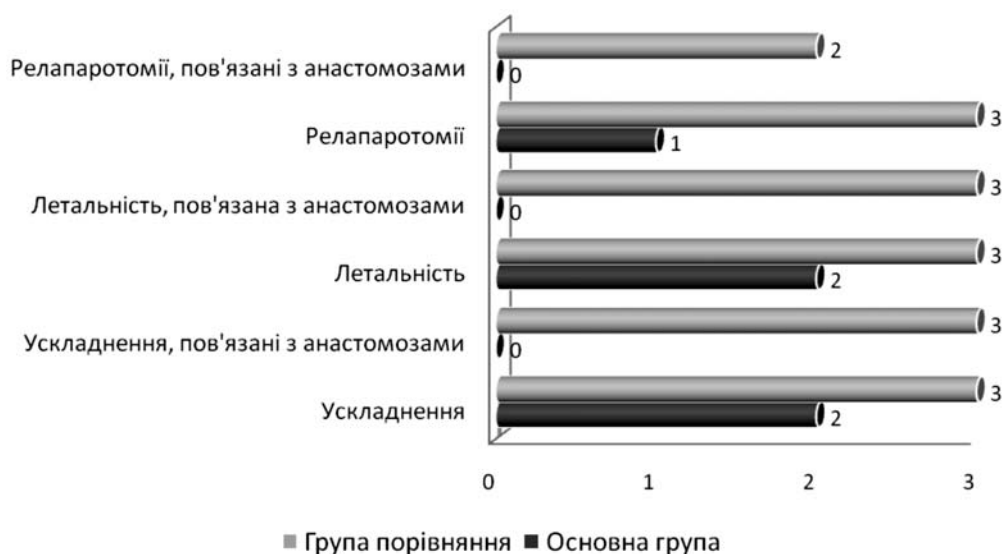 Релапаротомії, пов'язані з анастомозами
2
0
Релапаротомії
3
1
Летальність, пов'язана з анастомозами
3
0
Летальність
3
2
Ускладнення, пов'язані з анастомозами
3
0
Ускладнення
3
2
0 1 2 3
Група порівняння Основна група